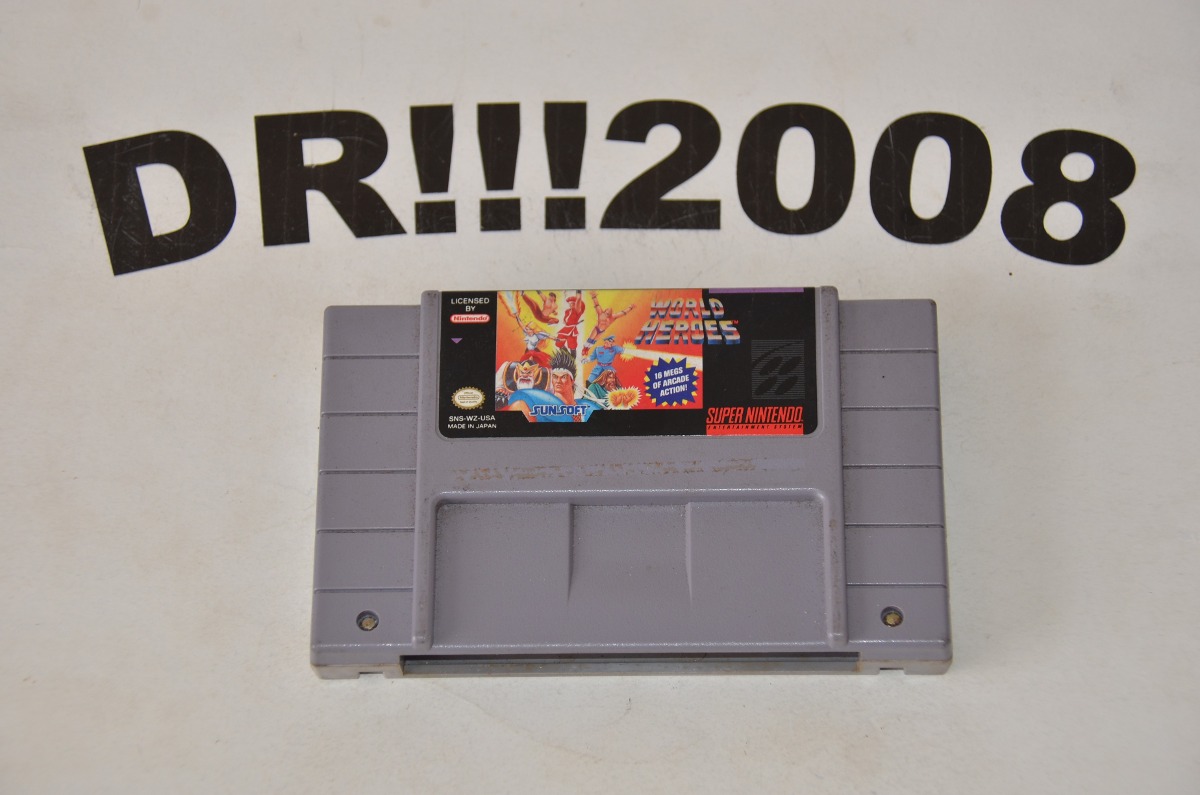 DR!!!2008
LICENSED
BY
Nintendo
WORLD
HEROES™
16 MEGS
OF ARCADE
ACTION!
SUNSOFT
SNS-WZ-USA
MADE IN JAPAN
SUPER NINTENDO
ENTERTAINMENT SYSTEM